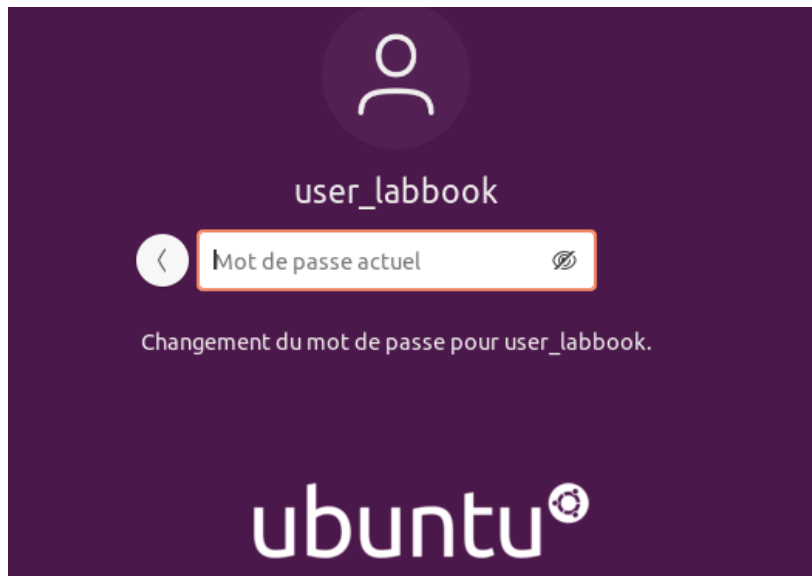 user_labbook
Mot de passe actuel
Changement du mot de passe pour user_labbook.
ubuntu